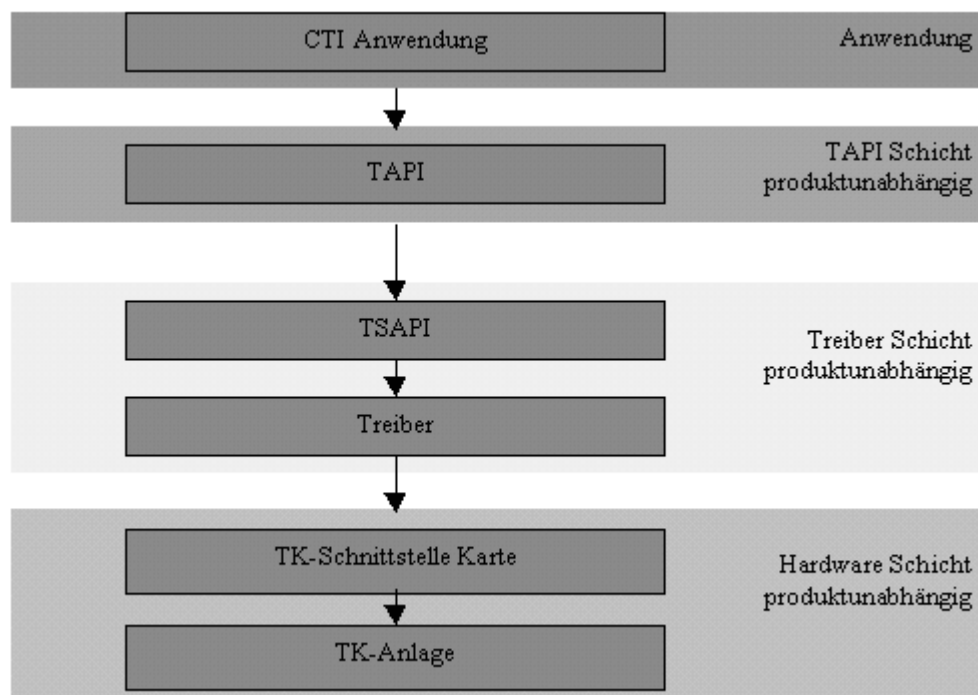 CTI Anwendung
Anwendung
TAPI
TAPI Schicht
produktunabhängig
TSAPI
Treiber
Treiber Schicht
produktunabhängig
TK-Schnittstelle Karte
TK-Anlage
Hardware Schicht
produktunabhängig